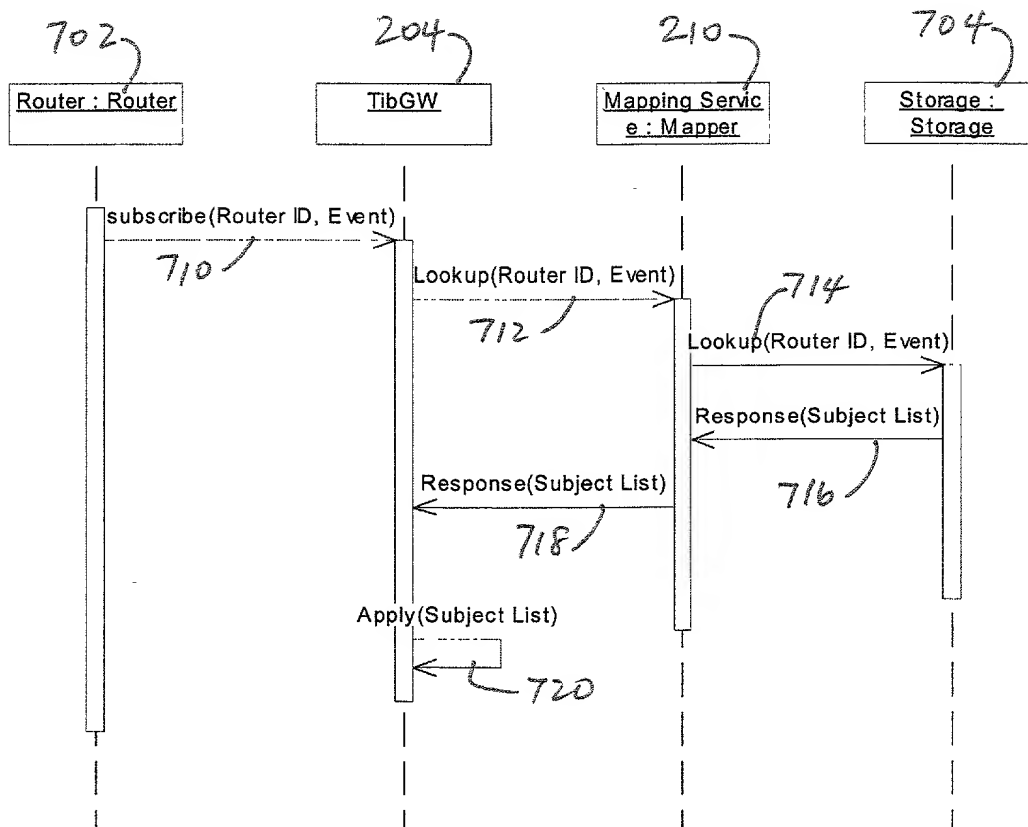 702
204
210
704
Router : Router
TibGW
Mapping Servic
e : Mapper
Storage :
Storage
subscribe(Router ID, Event)
710
Lookup(Router ID, Event)
712
714
Lookup(Router ID, Event)
Response(Subject List)
716
Response(Subject List)
718
Apply(Subject List)
720